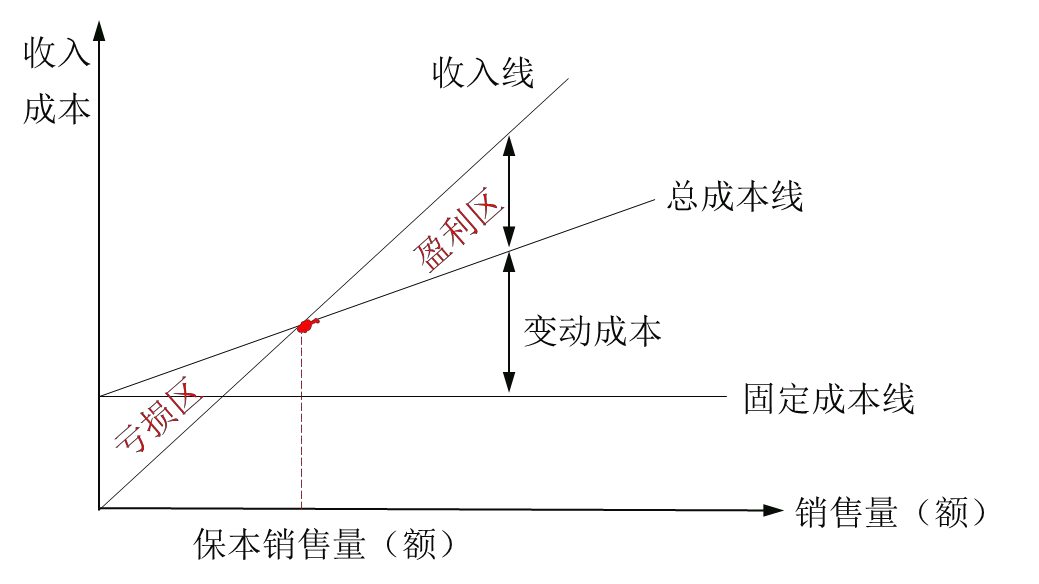 收入
成本
收入线
总成本线
盈利区
变动成本
固定成本线
亏损区
销售量（额）
保本销售量（额）